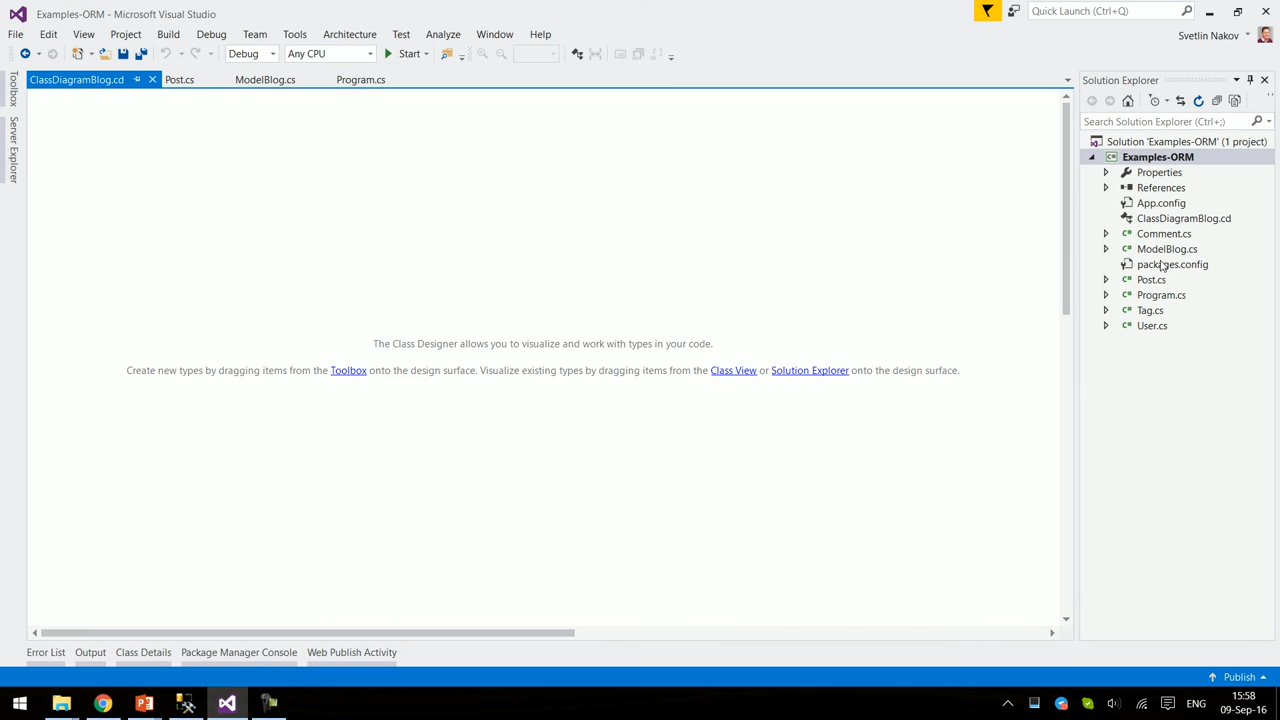 Examples-ORM - Microsoft Visual Studio
Quick Launch (Ctrl+Q)
File Edit View Project Build Debug Team Tools Architecture Test Analyze Window Help
Svetlin Nakov
Debug Any CPU Start
ClassDiagramBlog.cd Post.cs ModelBlog.cs Program.cs
Toolbox
Server Explorer
The Class Designer allows you to visualize and work with types in your code.
Create new types by dragging items from the Toolbox onto the design surface. Visualize existing types by dragging items from the Class View or Solution Explorer onto the design surface.
Solution Explorer
Search Solution Explorer (Ctrl+;)
Solution 'Examples-ORM' (1 project)
C# Examples-ORM
Properties
References
App.config
ClassDiagramBlog.cd
C# Comment.cs
C# ModelBlog.cs
packages.config
C# Post.cs
C# Program.cs
C# Tag.cs
C# User.cs
Error List Output Class Details Package Manager Console Web Publish Activity
Publish
ENG
15:58
09-Sep-16